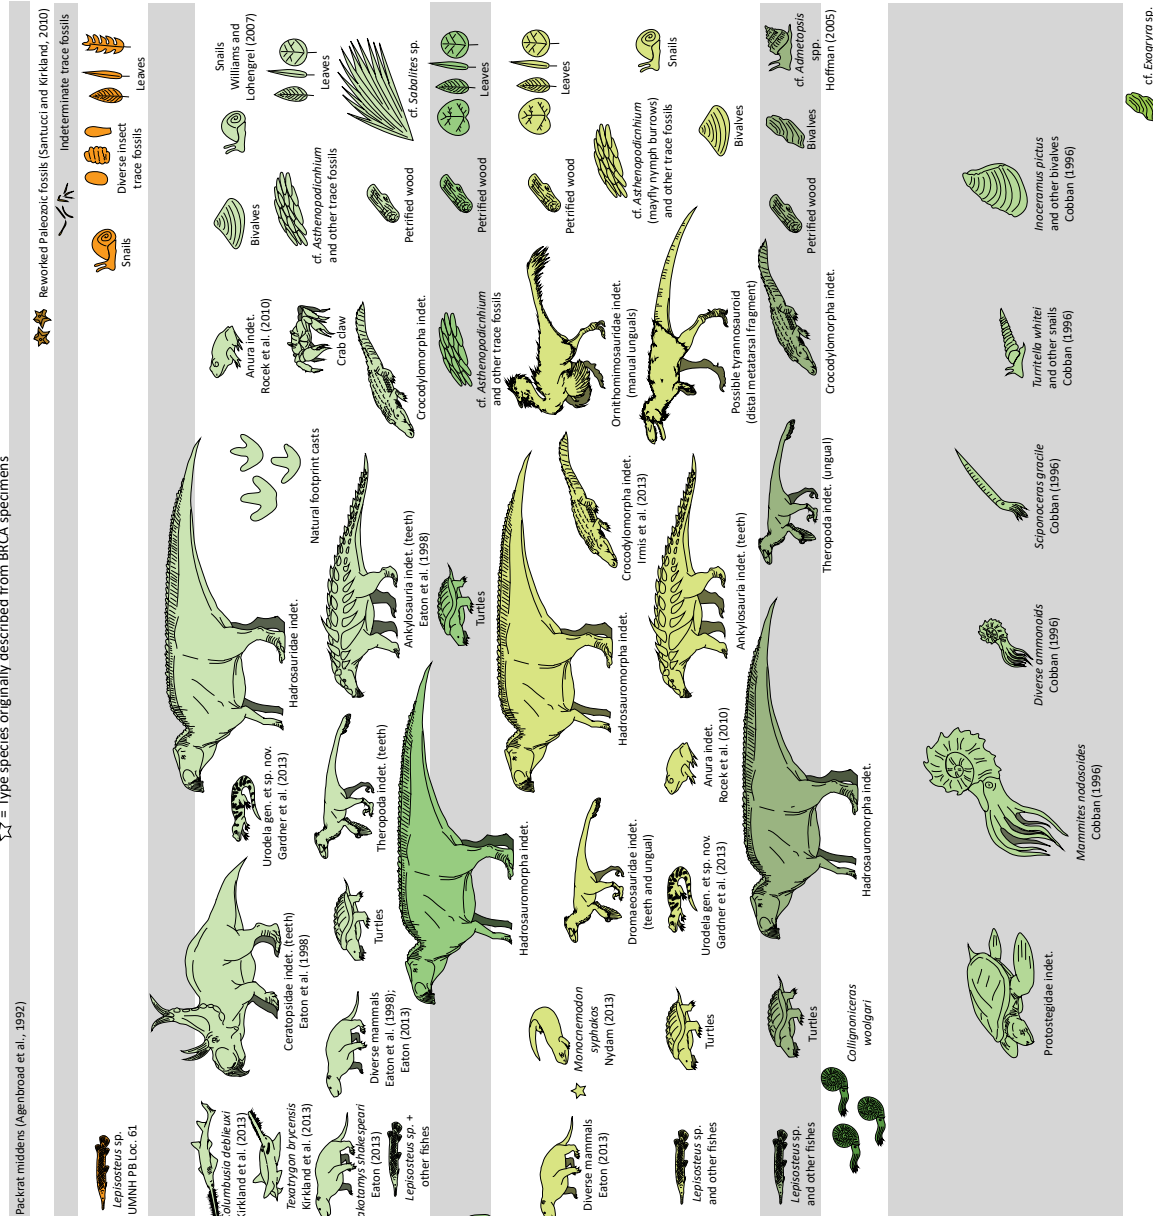 ☆ = Type species originally described from BRCA specimens
Packrat middens (Agenbroad et al., 1992)
Reworked Paleozoic fossils (Santucci and Kirkland, 2010)
Indeterminate trace fossils
Lepisosteus sp.
UMNH PB Loc. 61
Snails
Diverse insect
trace fossils
Leaves
Columbusia deblieuxi
Kirkland et al. (2013)
Texatrygon brycensis
Kirkland et al. (2013)
akotamys shakespeari
Eaton (2013)
Lepisosteus sp. +
other fishes
Ceratopsidae indet. (teeth)
Eaton et al. (1998)
Diverse mammals
Eaton et al. (1998);
Eaton (2013)
Turtles
Urodela gen. et sp. nov.
Gardner et al. (2013)
Theropoda indet. (teeth)
Hadrosauridae indet.
Natural footprint casts
Ankylosauria indet. (teeth)
Eaton et al. (1998)
Anura indet.
Rocek et al. (2010)
Crab claw
Crocodylomorpha indet.
Bivalves
Snails
Williams and
Lohengrel (2007)
Leaves
cf. Asthenopodicnhium
and other trace fossils
Petrified wood
cf. Sabalites sp.
Hadrosauromorpha indet.
Turtles
cf. Asthenopodicnhium
and other trace fossils
Petrified wood
Leaves
Diverse mammals
Eaton (2013)
Monocnemodon
syphakos
Nydam (2013)
Lepisosteus sp.
and other fishes
Turtles
Dromaeosauridae indet.
(teeth and ungual)
Urodela gen. et sp. nov.
Gardner et al. (2013)
Anura indet.
Rocek et al. (2010)
Hadrosauromorpha indet.
Crocodylomorpha indet.
Irmis et al. (2013)
Ankylosauria indet. (teeth)
Ornithomimosauridae indet.
(manual unguals)
Possible tyrannosauroid
(distal metatarsal fragment)
Petrified wood
Leaves
cf. Asthenopodicnhium
(mayfly nymph burrows)
and other trace fossils
Snails
Bivalves
Lepisosteus sp.
and other fishes
Turtles
Collignoniceras
woolgari
Hadrosauromorpha indet.
Theropoda indet. (ungual)
Crocodylomorpha indet.
Petrified wood
Bivalves
cf. Admetopsis
spp.
Hoffman (2005)
Protostegidae indet.
Mammites nodosoides
Cobban (1996)
Diverse ammonoids
Cobban (1996)
Sciponoceras gracile
Cobban (1996)
Turritella whitei
and other snails
Cobban (1996)
Inoceramus pictus
and other bivalves
Cobban (1996)
cf. Exogyra sp.